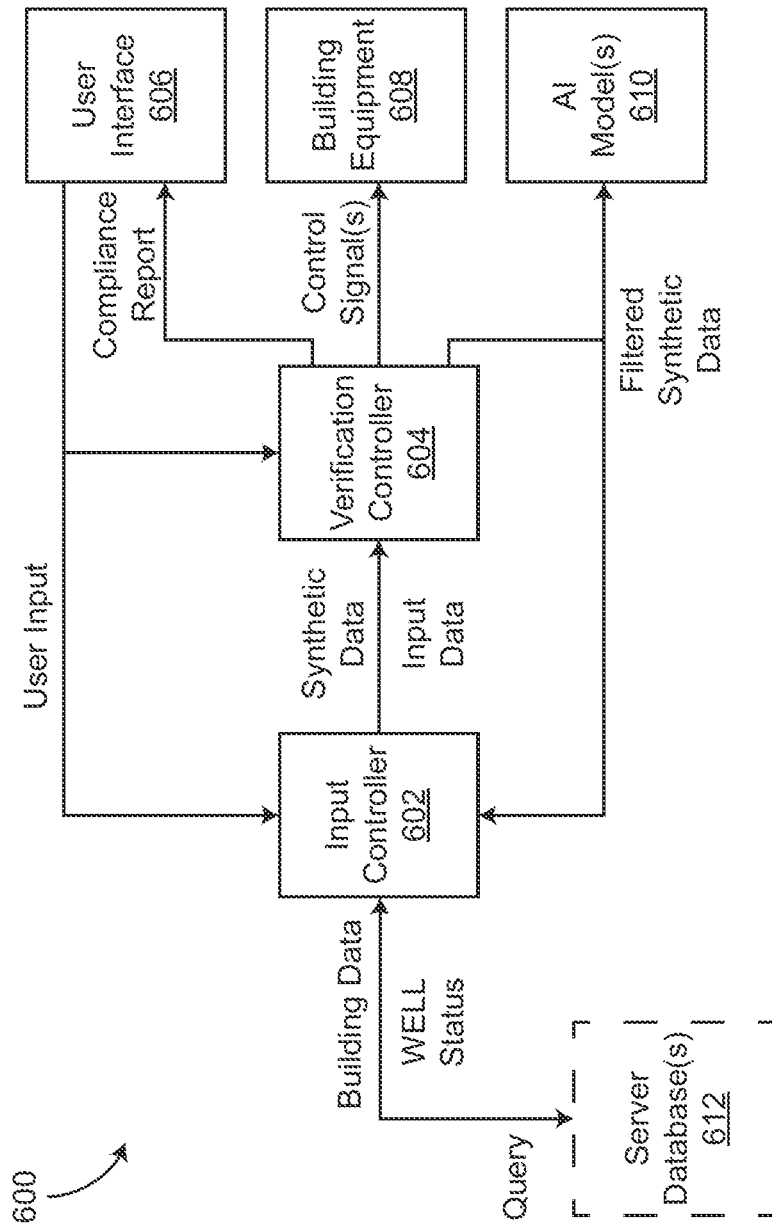 600
User Input
Compliance
Report
User
Interface
606
Control
Signal(s)
Building
Equipment
608
Verification
Controller
604
Synthetic
Data
Input
Data
Input
Controller
602
Building Data
WELL
Status
Query
Server
Database(s)
612
Filtered
Synthetic
Data
AI
Model(s)
610